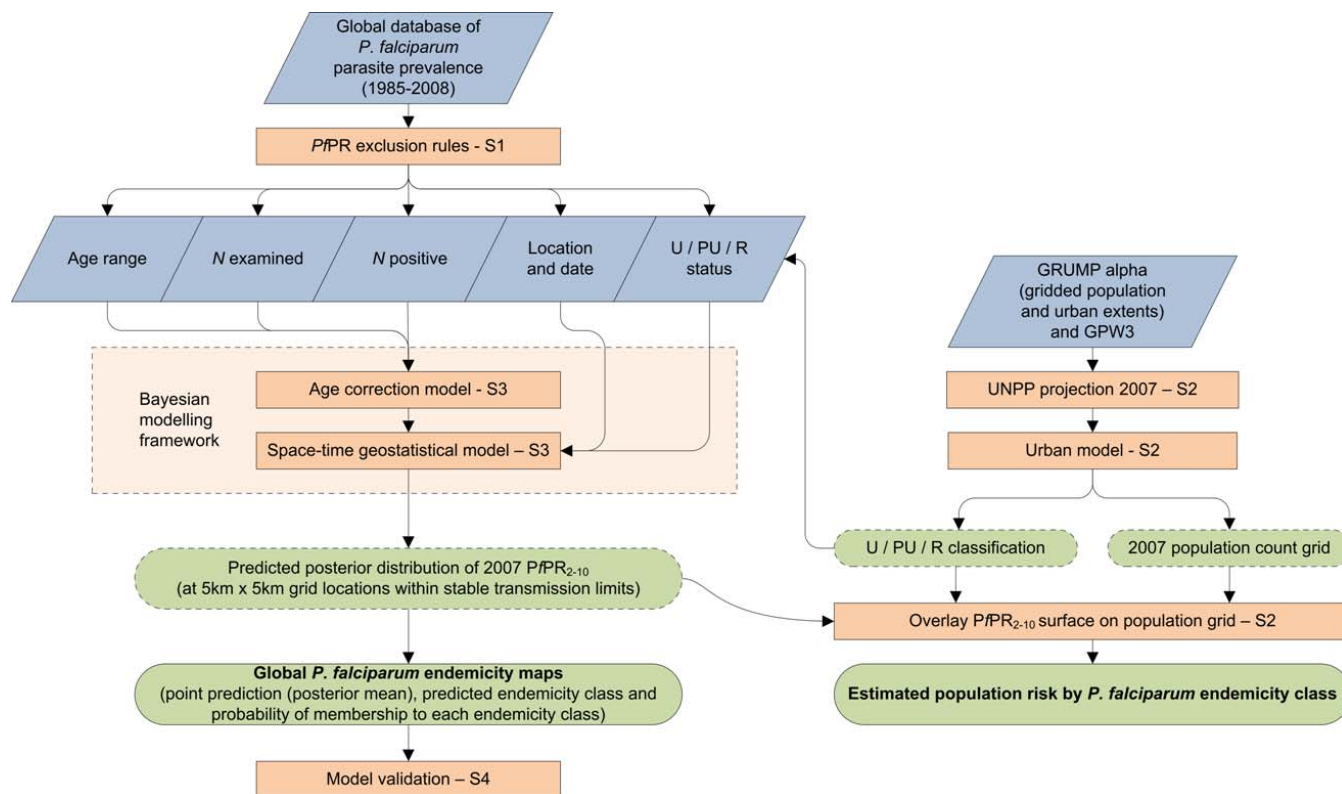 Global database of
P. falciparum
parasite prevalence
(1985-2008)
PfPR exclusion rules - S1
Age range
N examined
N positive
Location
and date
U / PU / R
status
GRUMP alpha
(gridded population
and urban extents)
and GPW3
Bayesian
modelling
framework
Age correction model - S3
Space-time geostatistical model – S3
UNPP projection 2007 – S2
Urban model - S2
U / PU / R classification
2007 population count grid
Predicted posterior distribution of 2007 PfPR2-10
(at 5km x 5km grid locations within stable transmission limits)
Overlay PfPR2-10 surface on population grid – S2
Global P. falciparum endemicity maps
(point prediction (posterior mean), predicted endemicity class and
probability of membership to each endemicity class)
Estimated population risk by P. falciparum endemicity class
Model validation – S4